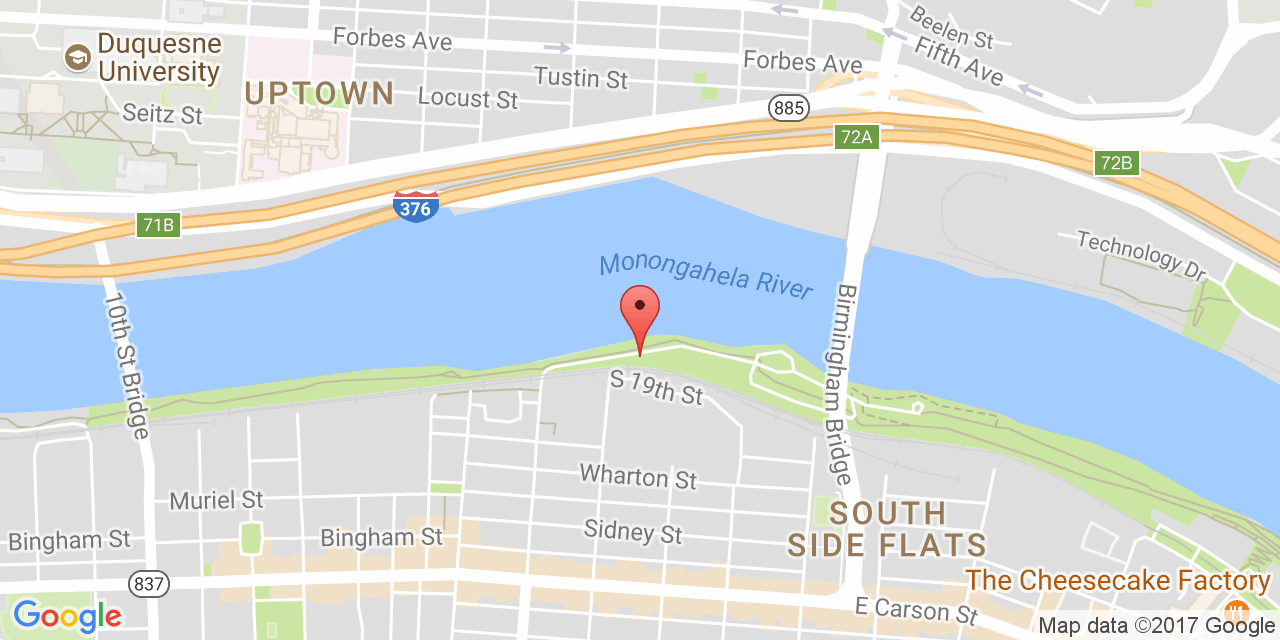 Beelen St
Duquesne
University
Forbes Ave
Forbes Ave
Fifth Ave
Tustin St
UPTOWN
Locust St
Seitz St
885
72A
72B
376
71B
Technology Dr
Monongahela River
10th St Bridge
Birmingham Bridge
S 19th St
Wharton St
Muriel St
SOUTH
SIDE FLATS
Sidney St
Bingham St
Bingham St
837
The Cheesecake Factory
E Carson St
Google
Map data ©2017 Google